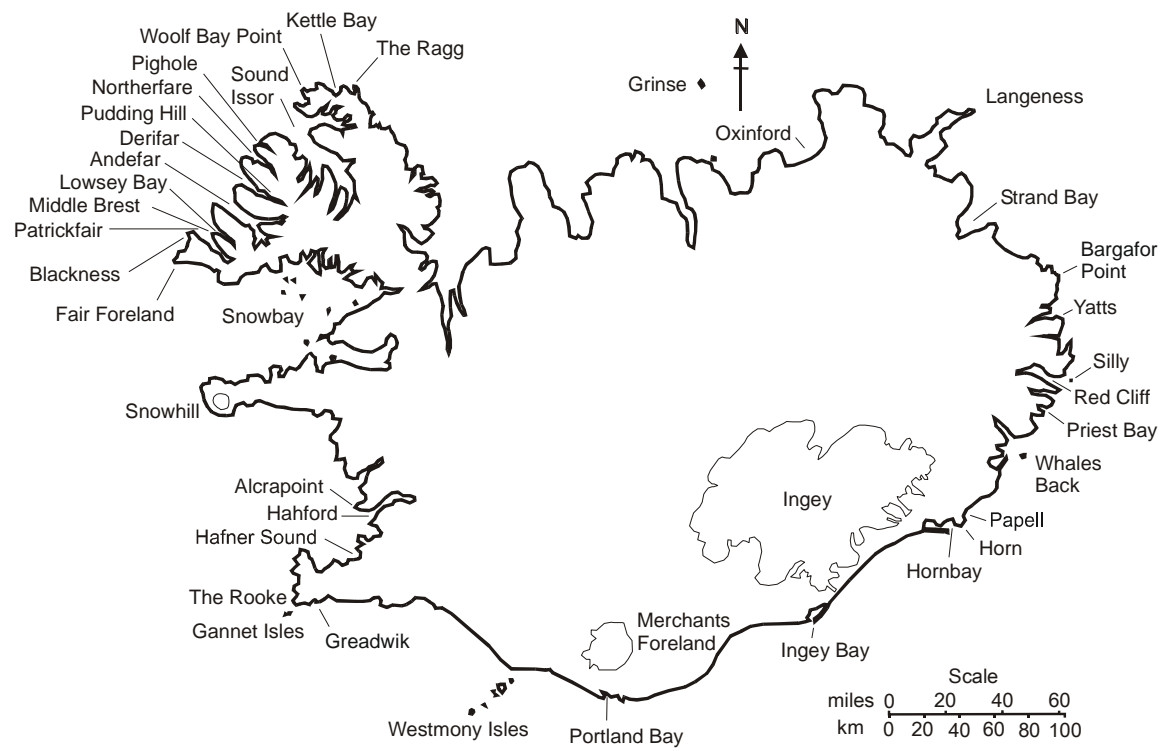 Kettle Bay
Woolf Bay Point
The Ragg
Pighole
Sound
Issor
Northerfare
Pudding Hill
Derifar
Andefar
Lowsey Bay
Middle Brest
Patrickfair
Blackness
Fair Foreland
Snowbay
Snowhill
Alcrapoint
Hahford
Hafner Sound
The Rooke
Gannet Isles
Greadwik
Westmony Isles
Portland Bay
Merchants
Foreland
Ingey Bay
Ingey
N
Grinse
Oxinford
Langeness
Strand Bay
Bargafor
Point
Yatts
Silly
Red Cliff
Priest Bay
Whales
Back
Papell
Horn
Hornbay
Scale
miles 0 20 40 60
km 0 20 40 60 80 100